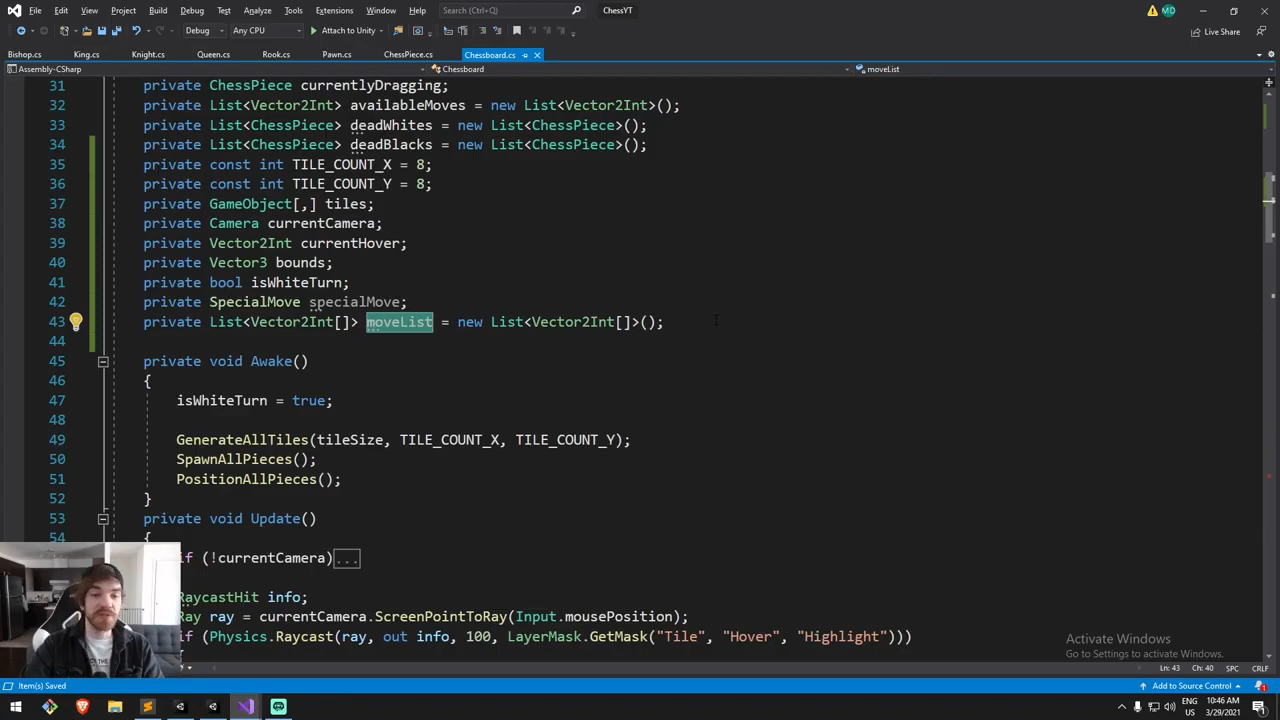 File Edit View Project Build Debug Test Analyze Tools Extensions Window Help Search (Ctrl+Q) ChessYT MD
Debug Any CPU Attach to Unity Live Share
Bishop.cs King.cs Knight.cs Queen.cs Rook.cs Pawn.cs ChessPiece.cs Chessboard.cs
Assembly-CSharp Chessboard moveList
31 private ChessPiece currentlyDragging;
32 private List<Vector2Int> availableMoves = new List<Vector2Int>();
33 private List<ChessPiece> deadWhites = new List<ChessPiece>();
34 private List<ChessPiece> deadBlacks = new List<ChessPiece>();
35 private const int TILE_COUNT_X = 8;
36 private const int TILE_COUNT_Y = 8;
37 private GameObject[,] tiles;
38 private Camera currentCamera;
39 private Vector2Int currentHover;
40 private Vector3 bounds;
41 private bool isWhiteTurn;
42 private SpecialMove specialMove;
43 private List<Vector2Int[]> moveList = new List<Vector2Int[]>();
44
45 private void Awake()
46 {
47 isWhiteTurn = true;
48
49 GenerateAllTiles(tileSize, TILE_COUNT_X, TILE_COUNT_Y);
50 SpawnAllPieces();
51 PositionAllPieces();
52 }
53 private void Update()
54 {
if (!currentCamera)...
RaycastHit info;
Ray ray = currentCamera.ScreenPointToRay(Input.mousePosition);
if (Physics.Raycast(ray, out info, 100, LayerMask.GetMask("Tile", "Hover", "Highlight")))
{
Activate Windows
Go to Settings to activate Windows.
Ln: 43 Ch: 40 SPC CRLF
Item(s) Saved Add to Source Control 1
ENG US 10:46 AM 3/29/2021 1